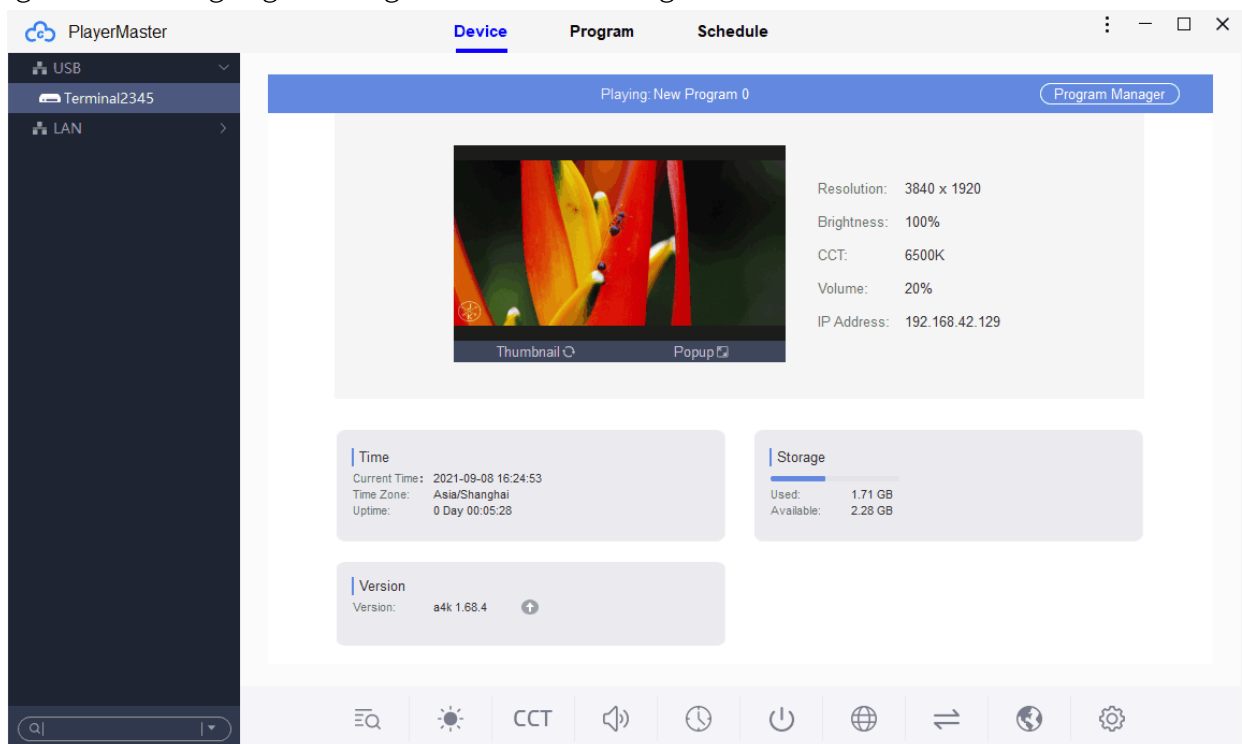 PlayerMaster
Device Program Schedule
USB
Terminal2345
LAN
Playing: New Program 0
Program Manager
Resolution: 3840 x 1920
Brightness: 100%
CCT: 6500K
Volume: 20%
IP Address: 192.168.42.129
Thumbnail Popup
Time
Current Time: 2021-09-08 16:24:53
Time Zone: Asia/Shanghai
Uptime: 0 Day 00:05:28
Storage
Used: 1.71 GB
Available: 2.28 GB
Version
Version: a4k 1.68.4
CCT